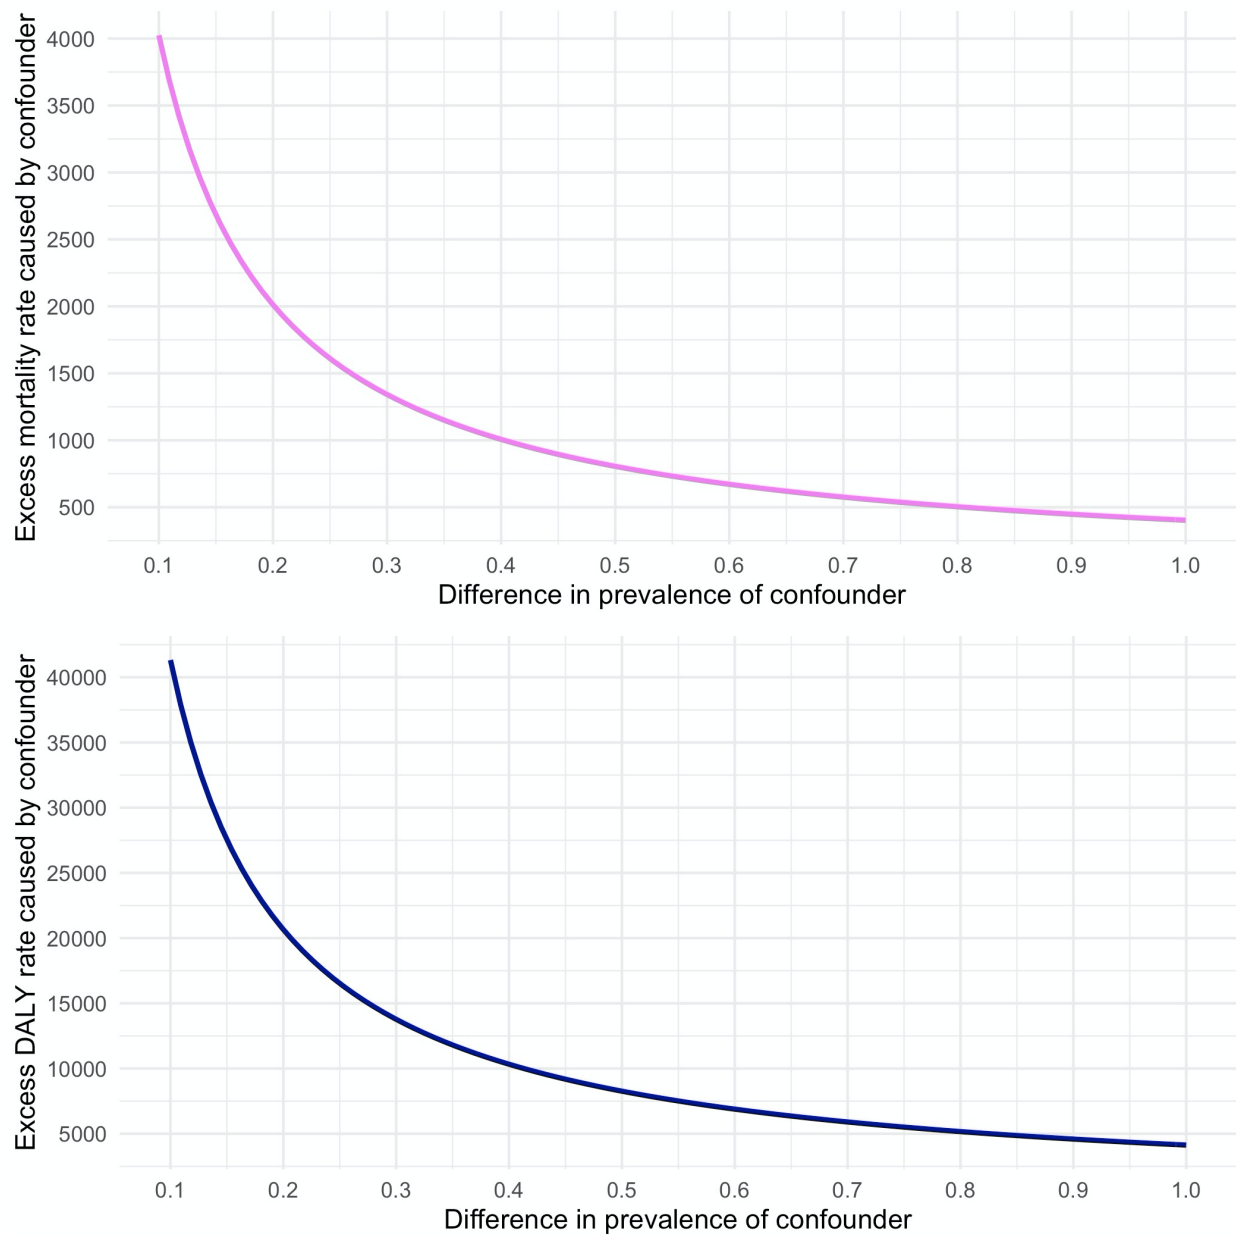 Excess mortality rate caused by confounder
4000
3500
3000
2500
2000
1500
1000
500
0.1 0.2 0.3 0.4 0.5 0.6 0.7 0.8 0.9 1.0
Difference in prevalence of confounder
Excess DALY rate caused by confounder
40000
35000
30000
25000
20000
15000
10000
5000
0.1 0.2 0.3 0.4 0.5 0.6 0.7 0.8 0.9 1.0
Difference in prevalence of confounder